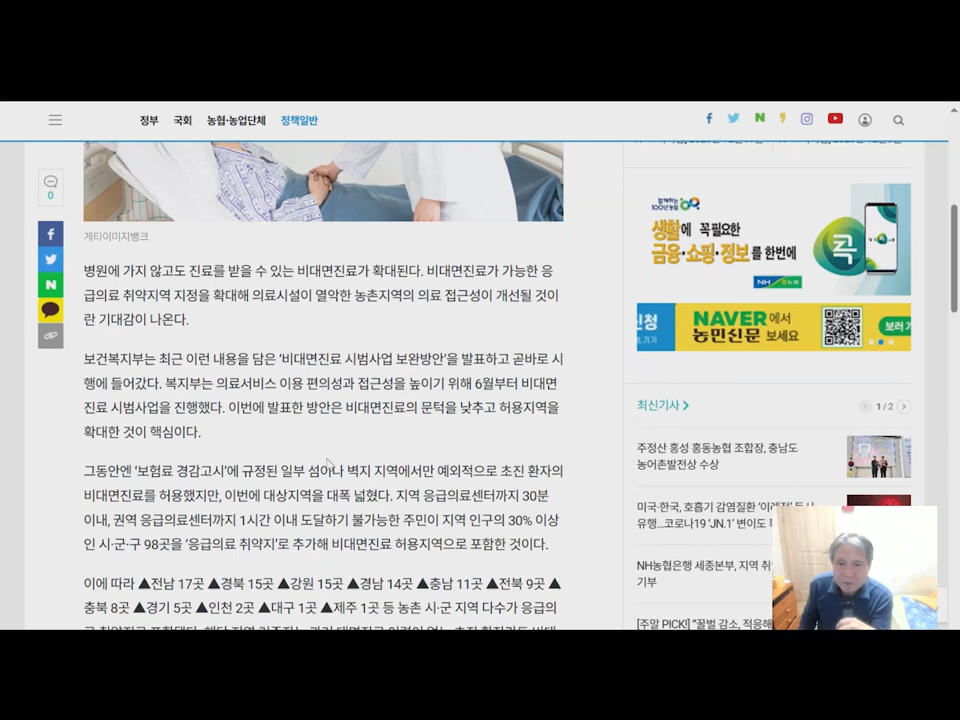 정부 국회 농협·농업단체 정책일반
0
게티이미지뱅크
병원에 가지 않고도 진료를 받을 수 있는 비대면진료가 확대된다. 비대면진료가 가능한 응
급의료 취약지역 지정을 확대해 의료시설이 열악한 농촌지역의 의료 접근성이 개선될 것이
란 기대감이 나온다.
보건복지부는 최근 이런 내용을 담은 ‘비대면진료 시범사업 보완방안’을 발표하고 곧바로 시
행에 들어갔다. 복지부는 의료서비스 이용 편의성과 접근성을 높이기 위해 6월부터 비대면
진료 시범사업을 진행했다. 이번에 발표한 방안은 비대면진료의 문턱을 낮추고 허용지역을
확대한 것이 핵심이다.
그동안엔 ‘보험료 경감고시’에 규정된 일부 섬이나 벽지 지역에서만 예외적으로 초진 환자의
비대면진료를 허용했지만, 이번에 대상지역을 대폭 넓혔다. 지역 응급의료센터까지 30분
이내, 권역 응급의료센터까지 1시간 이내 도달하기 불가능한 주민이 지역 인구의 30% 이상
인 시·군·구 98곳을 ‘응급의료 취약지’로 추가해 비대면진료 허용지역으로 포함한 것이다.
이에 따라 ▲전남 17곳 ▲경북 15곳 ▲강원 15곳 ▲경남 14곳 ▲충남 11곳 ▲전북 9곳 ▲
충북 8곳 ▲경기 5곳 ▲인천 2곳 ▲대구 1곳 ▲제주 1곳 등 농촌 시·군 지역 다수가 응급의
함께하는
100년농협
생활에 꼭 필요한
금융·쇼핑·정보를 한번에
콕
NH농협
신청
NAVER에서
농민신문 보세요
보러
최신기사
1/2
주정산 홍성 홍동농협 조합장, 충남도
농어촌발전상 수상
미국·한국, 호흡기 감염질환
유행…코로나19 ‘JN.1’ 변이도
NH농협은행 세종본부, 지역
기부
[주말 PICK!] “꿀벌 감소, 적응해